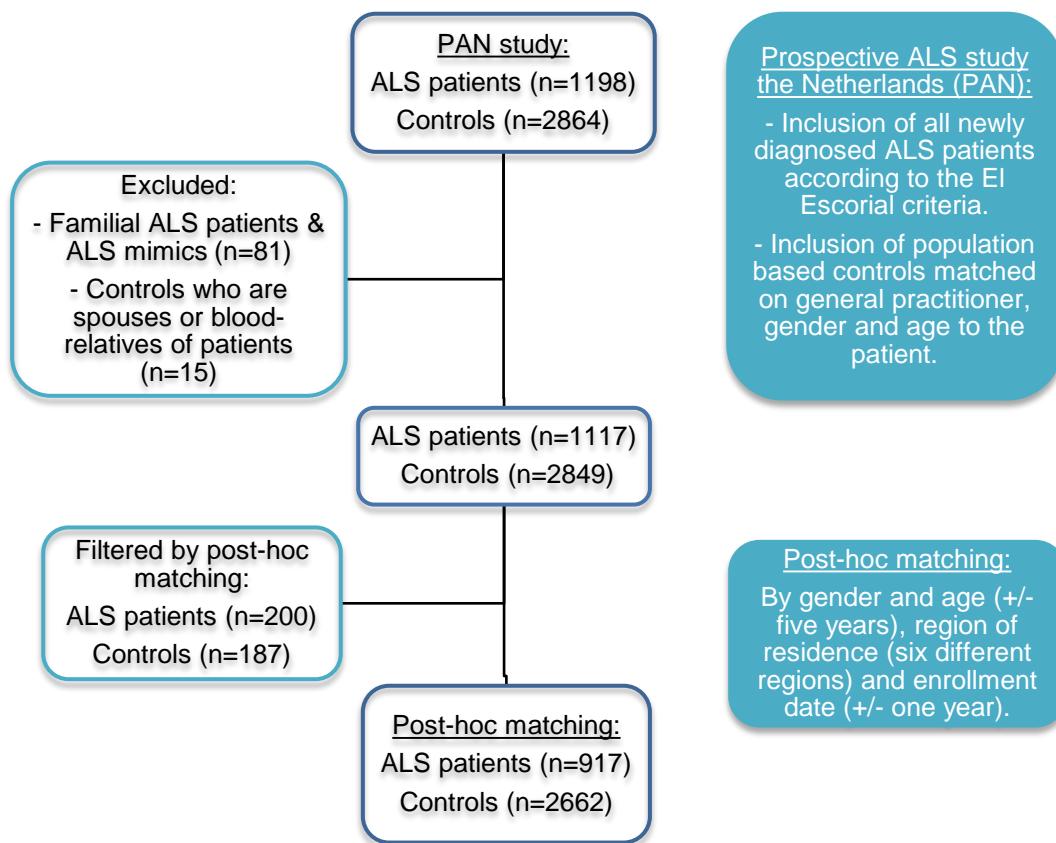 PAN study:
ALS patients (n=1198)
Controls (n=2864)
Prospective ALS study
the Netherlands (PAN):
- Inclusion of all newly
diagnosed ALS patients
according to the El
Escorial criteria.
- Inclusion of population
based controls matched
on general practitioner,
gender and age to the
patient.
Excluded:
- Familial ALS patients &
ALS mimics (n=81)
- Controls who are
spouses or blood-
relatives of patients
(n=15)
ALS patients (n=1117)
Controls (n=2849)
Filtered by post-hoc
matching:
ALS patients (n=200)
Controls (n=187)
Post-hoc matching:
By gender and age (+/-
five years), region of
residence (six different
regions) and enrollment
date (+/- one year).
Post-hoc matching:
ALS patients (n=917)
Controls (n=2662)